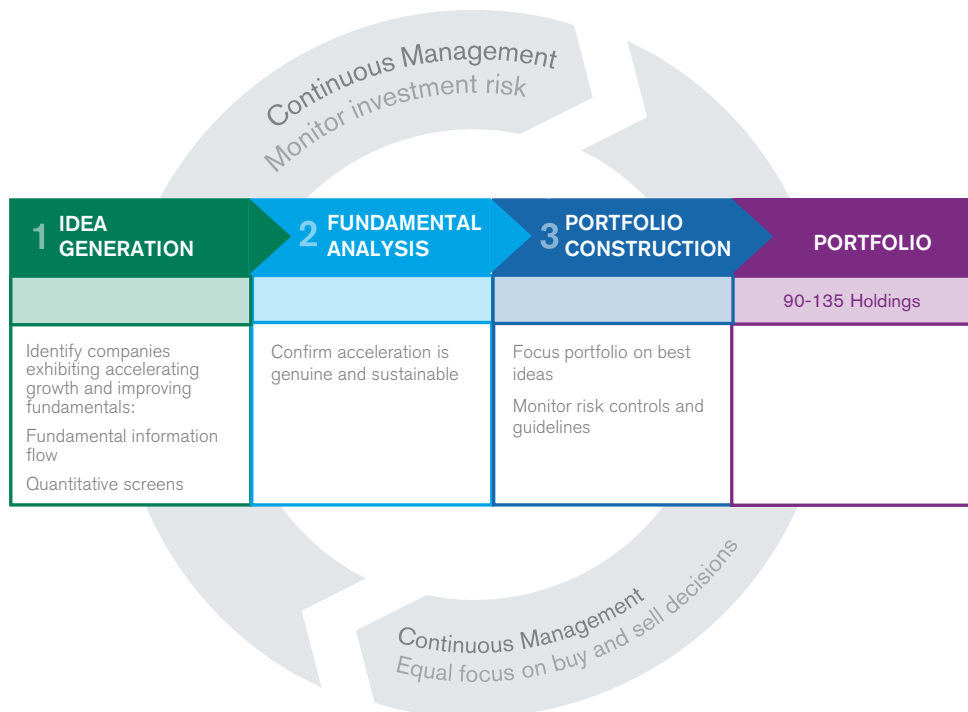 Continuous Management
Monitor investment risk
1 IDEA
GENERATION
2 FUNDAMENTAL
ANALYSIS
3 PORTFOLIO
CONSTRUCTION
PORTFOLIO
90-135 Holdings
Identify companies
exhibiting accelerating
growth and improving
fundamentals:
Fundamental information
flow
Quantitative screens
Confirm acceleration is
genuine and sustainable
Focus portfolio on best
ideas
Monitor risk controls and
guidelines
Continuous Management
Equal focus on buy and sell decisions